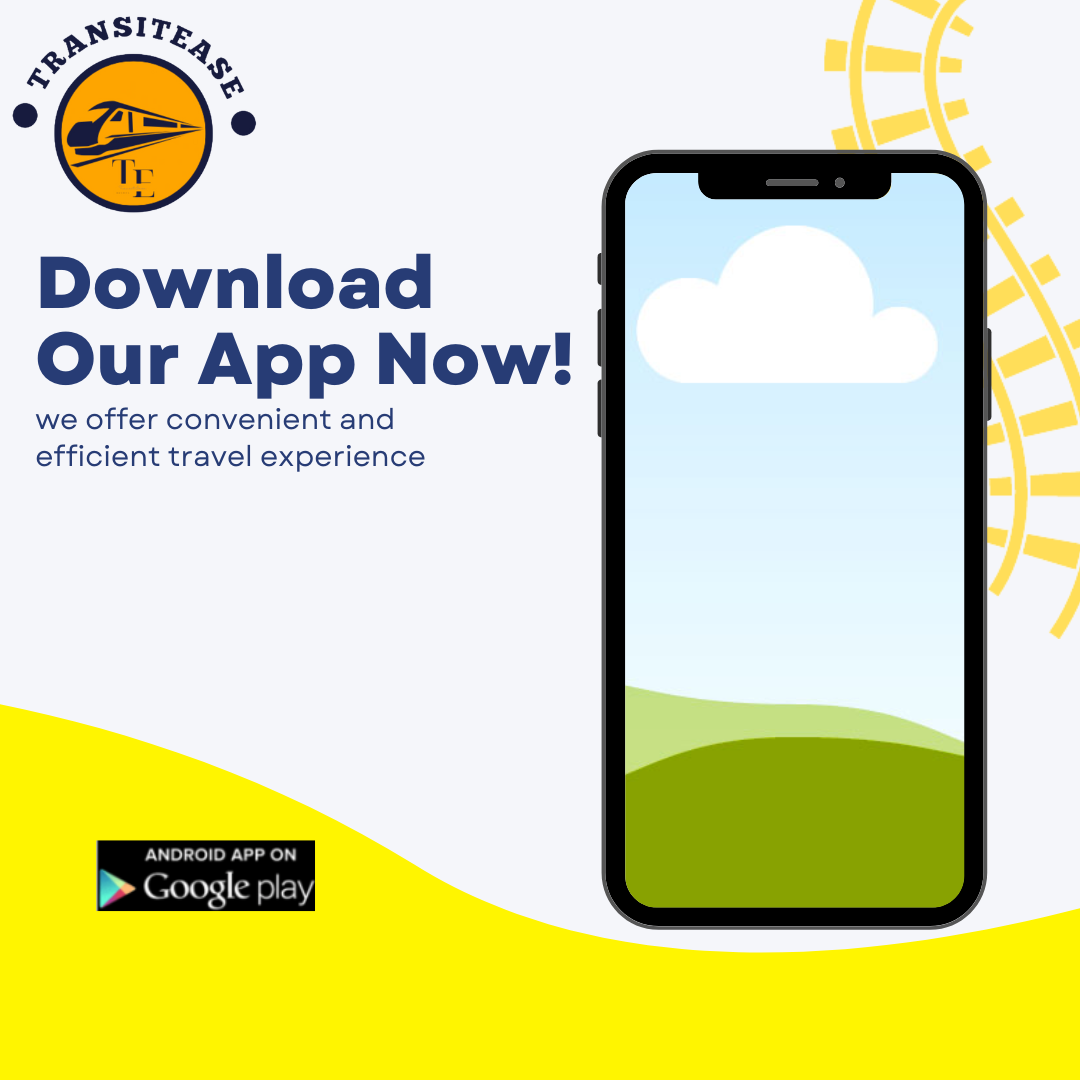 TRANSITEASE
TE
Download
Our App Now!
we offer convenient and
efficient travel experience
ANDROID APP ON
Google play